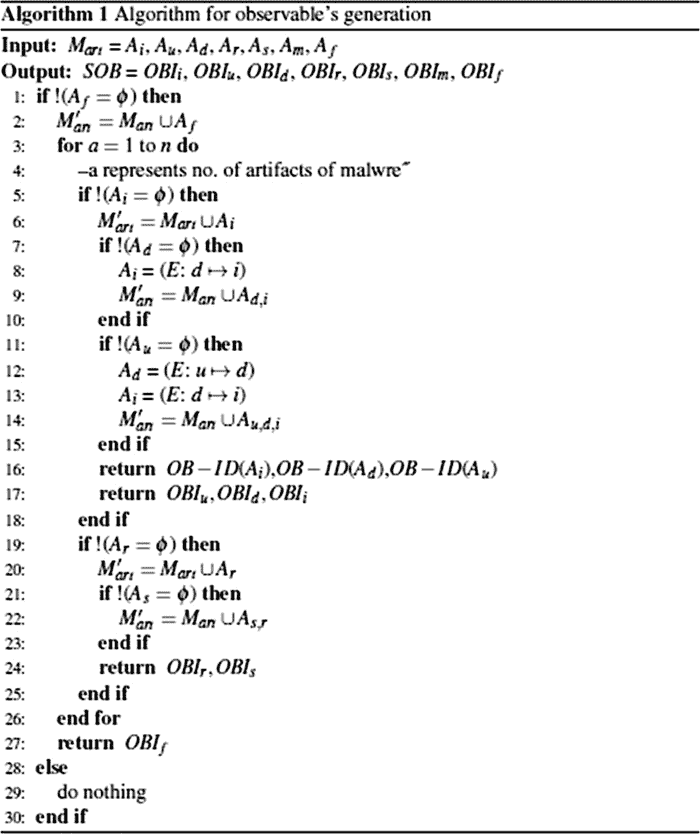 Algorithm 1 Algorithm for observable's generation
Input: M_art = A_i, A_u, A_d, A_r, A_s, A_m, A_f
Output: SOB = OBI_i, OBI_u, OBI_d, OBI_r, OBI_s, OBI_m, OBI_f
1: if !(A_f = ϕ) then
2: M′_an = M_an ∪ A_f
3: for a = 1 to n do
4: –a represents no. of artifacts of malwre˝
5: if !(A_i = ϕ) then
6: M′_art = M_art ∪ A_i
7: if !(A_d = ϕ) then
8: A_i = (E: d ↦ i)
9: M′_an = M_an ∪ A_d,i
10: end if
11: if !(A_u = ϕ) then
12: A_d = (E: u ↦ d)
13: A_i = (E: d ↦ i)
14: M′_an = M_an ∪ A_u,d,i
15: end if
16: return OB − ID(A_i),OB − ID(A_d),OB − ID(A_u)
17: return OBI_u, OBI_d, OBI_i
18: end if
19: if !(A_r = ϕ) then
20: M′_art = M_art ∪ A_r
21: if !(A_s = ϕ) then
22: M′_an = M_an ∪ A_s,r
23: end if
24: return OBI_r, OBI_s
25: end if
26: end for
27: return OBI_f
28: else
29: do nothing
30: end if